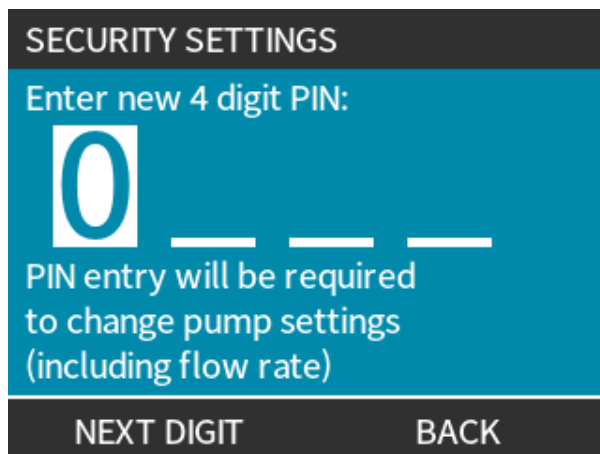 SECURITY SETTINGS
Enter new 4 digit PIN:
0 _ _ _
PIN entry will be required
to change pump settings
(including flow rate)
NEXT DIGIT BACK